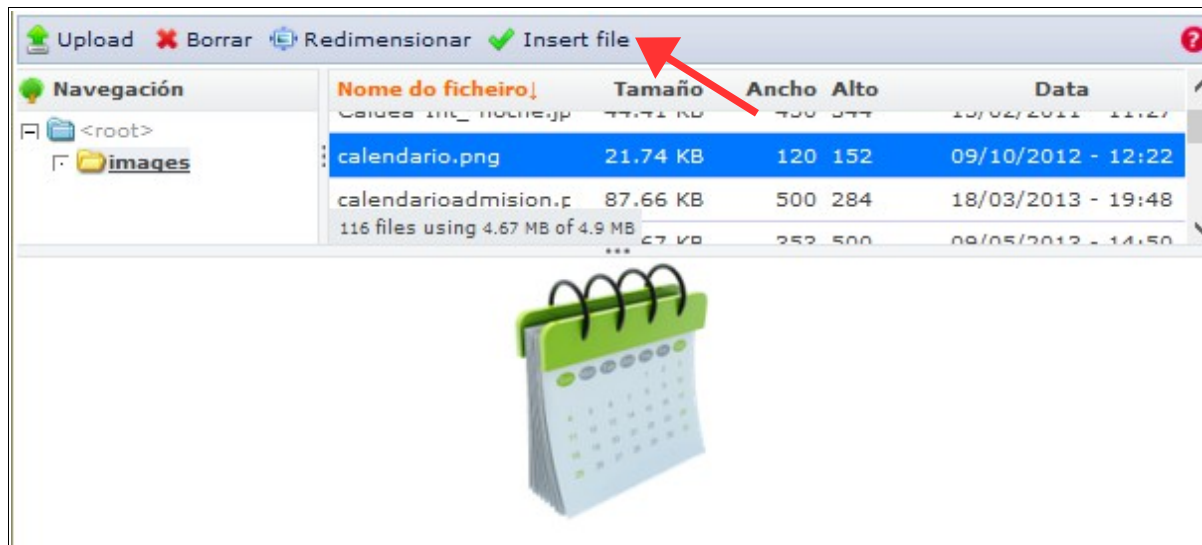 Upload Borrar Redimensionar Insert file
Navegación
<root>
images
Nome do ficheiro↓ Tamaño Ancho Alto Data
calendario.png 21.74 KB 120 152 09/10/2012 - 12:22
calendarioadmision.p 87.66 KB 500 284 18/03/2013 - 19:48
116 files using 4.67 MB of 4.9 MB